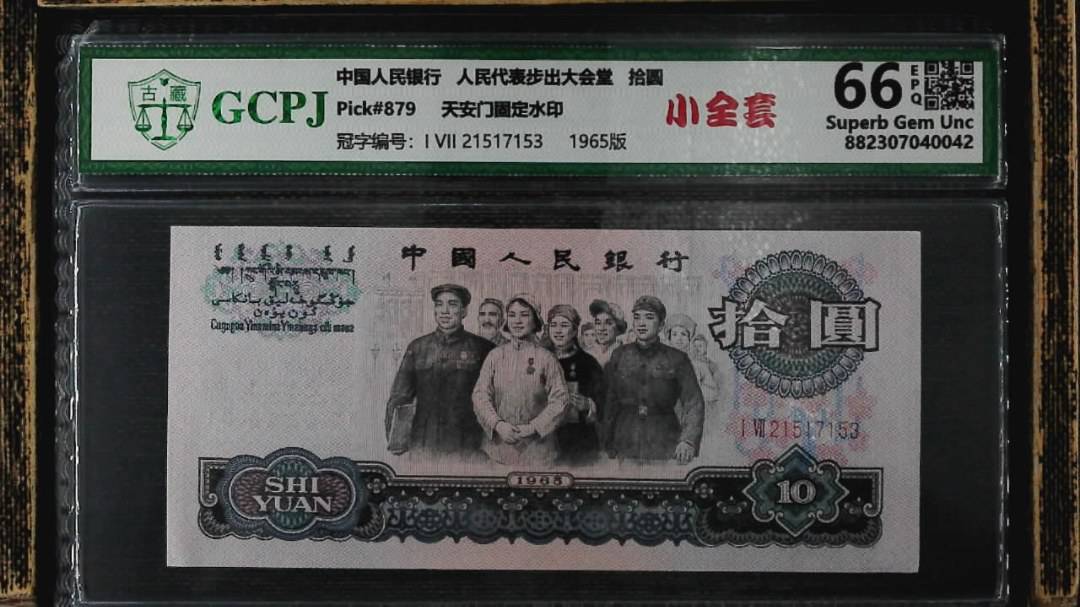 古 藏
GCPJ
中国人民银行 人民代表步出大会堂 拾圆
Pick#879 天安门固定水印
冠字编号: I VII 21517153 1965版
小全套
66 EPQ
Superb Gem Unc
882307040042
中國人民銀行
拾圓
I VII 21517153
1965
SHI
YUAN
10